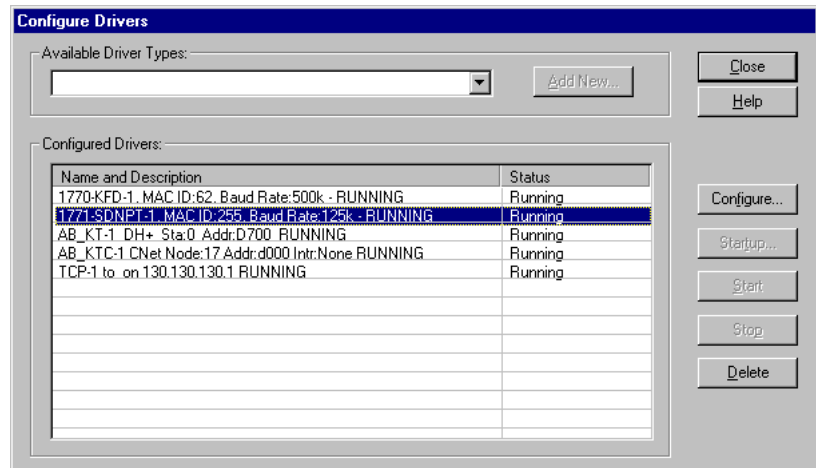 Configure Drivers
Available Driver Types:
Add New...
Close
Help
Configured Drivers:
Name and Description Status
1770-KFD-1, MAC ID:62, Baud Rate:500k - RUNNING Running
1771-SDNPT-1, MAC ID:255, Baud Rate:125k - RUNNING Running
AB_KT-1 DH+ Sta:0 Addr:D700 RUNNING Running
AB_KTC-1 CNet Node:17 Addr:d000 Intr:None RUNNING Running
TCP-1 to on 130.130.130.1 RUNNING Running
Configure...
Startup...
Start
Stop
Delete